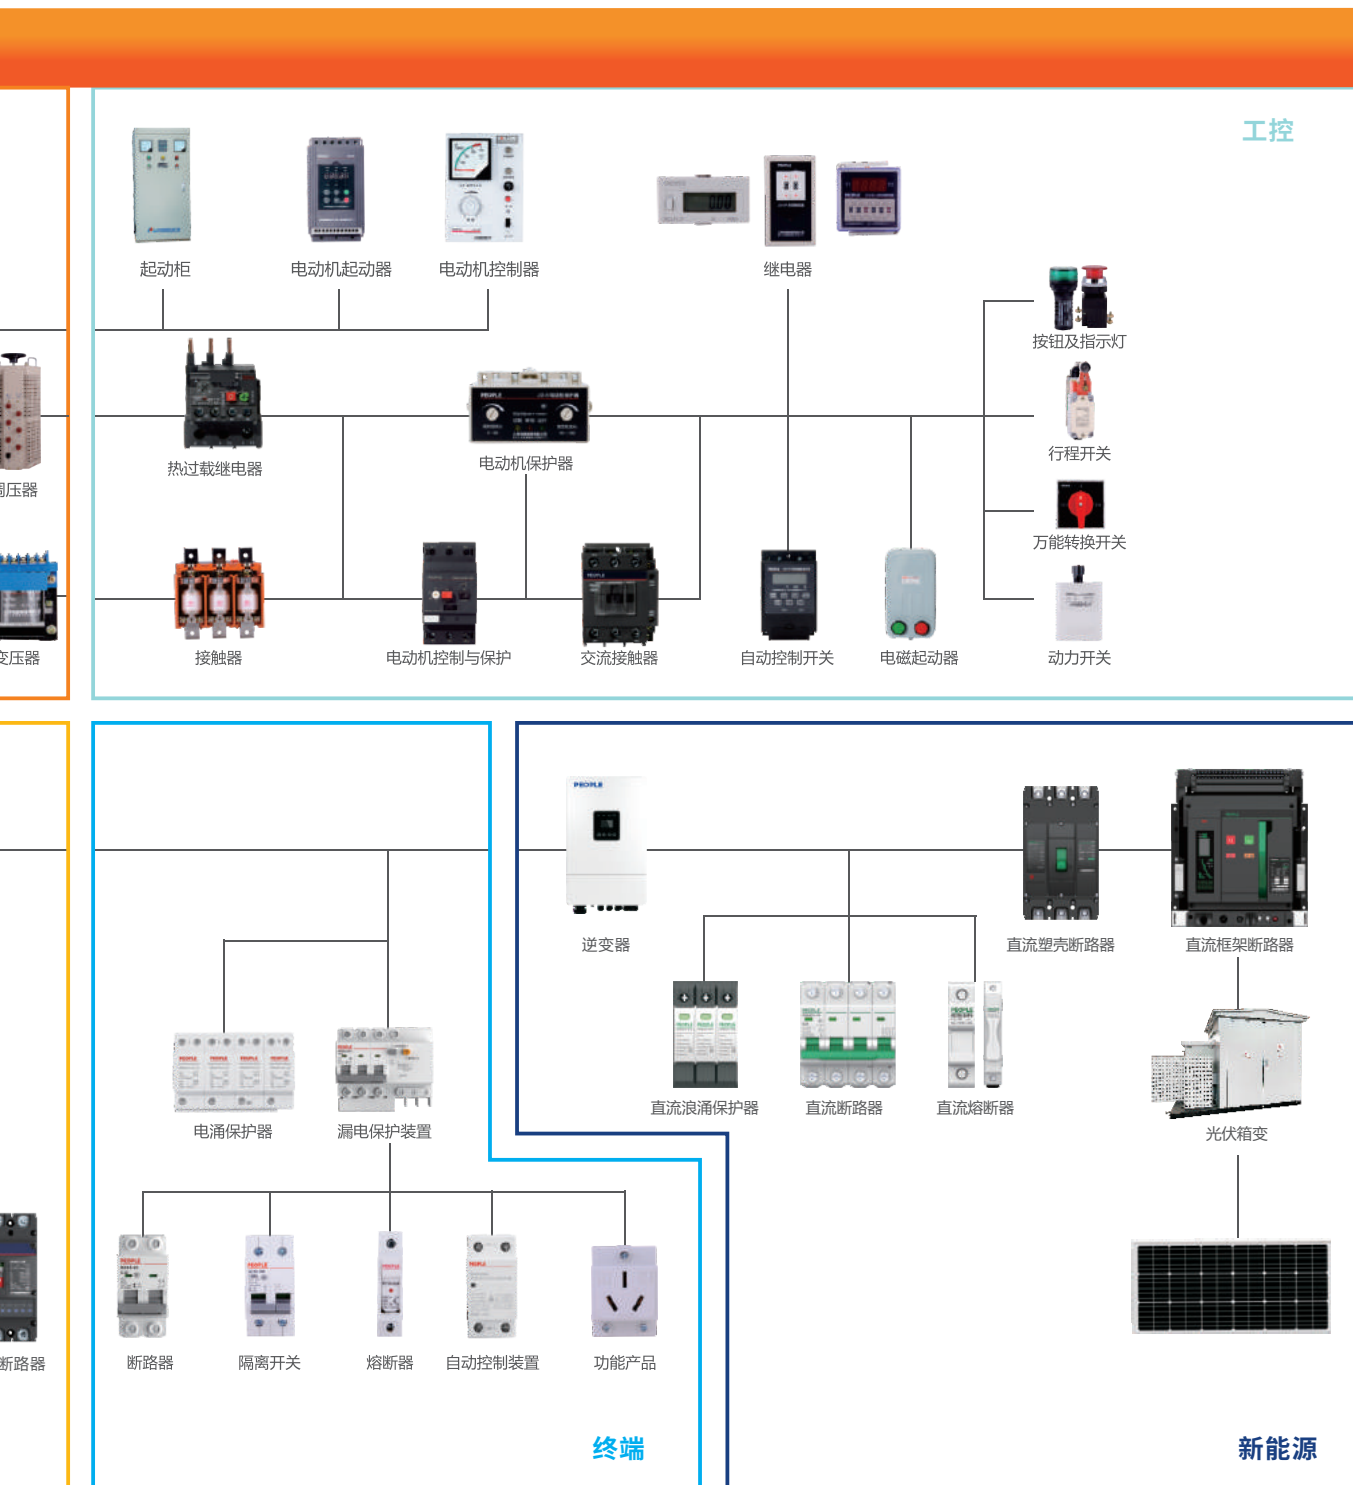 工控
起动柜
电动机起动器
电动机控制器
继电器
按钮及指示灯
热过载继电器
电动机保护器
行程开关
调压器
万能转换开关
变压器
接触器
电动机控制与保护
交流接触器
自动控制开关
电磁起动器
动力开关
PEOPLE
逆变器
直流塑壳断路器
直流框架断路器
直流浪涌保护器
直流断路器
直流熔断器
光伏箱变
电涌保护器
漏电保护装置
断路器
断路器
隔离开关
熔断器
自动控制装置
功能产品
终端
新能源